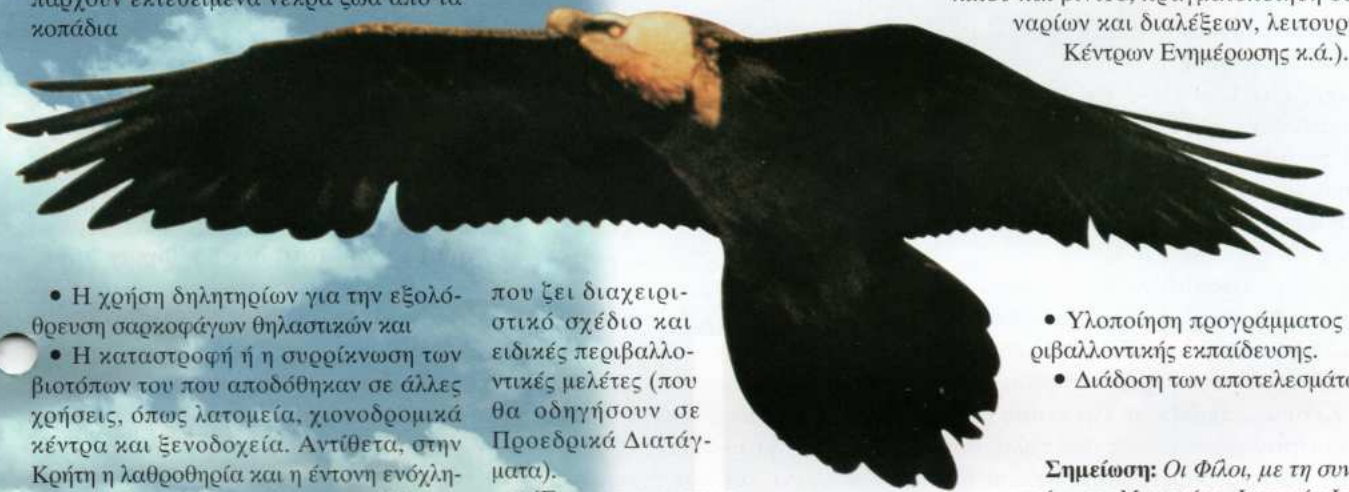 κοπάδια
• Η χρήση δηλητηρίων για την εξολό-
θρευση σαρκοφάγων θηλαστικών και
• Η καταστροφή ή η συρρίκνωση των
βιοτόπων του που αποδόθηκαν σε άλλες
χρήσεις, όπως λατομεία, χιονοδρομικά
κέντρα και ξενοδοχεία. Αντίθετα, στην
Κρήτη η λαθροθηρία και η έντονη ενόχλη-
που ζει διαχειρι-
στικό σχέδιο και
ειδικές περιβαλλο-
ντικές μελέτες (που
θα οδηγήσουν σε
Προεδρικά Διατάγ-
ματα).
ναρίων και διαλέξεων, λειτουρ
Κέντρων Ενημέρωσης κ.ά.).
• Υλοποίηση προγράμματος
ριβαλλοντικής εκπαίδευσης.
• Διάδοση των αποτελεσμάτω
Σημείωση: Οι Φίλοι, με τη συν